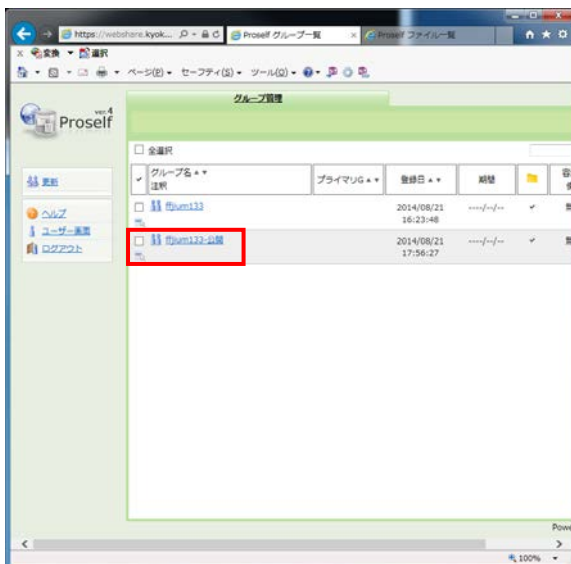 https://webshare.kyok...
Proself グループ一覧
Proself ファイル一覧
x 変換 ▼ 選択
ページ(P) ▼ セーフティ(S) ▼ ツール(O) ▼
グループ管理
Proself ver.4
全選択
グループ名▲▼
注釈
プライマリG▲▼
登録日▲▼
期間
更新
ffjium133
2014/08/21
16:23:48
----/--/--
ヘルプ
ユーザー画面
ログアウト
ffjium133-公開
2014/08/21
17:56:27
----/--/--
Powe
100%